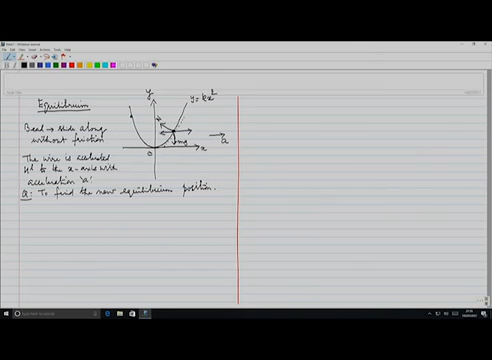 Equilibrium
y
y = kx²
Bead → slide along
without friction
N
mg
O
x
a
The wire is accelerated
to the x-axis with
acceleration 'a'.
Q: To find the new equilibrium position.